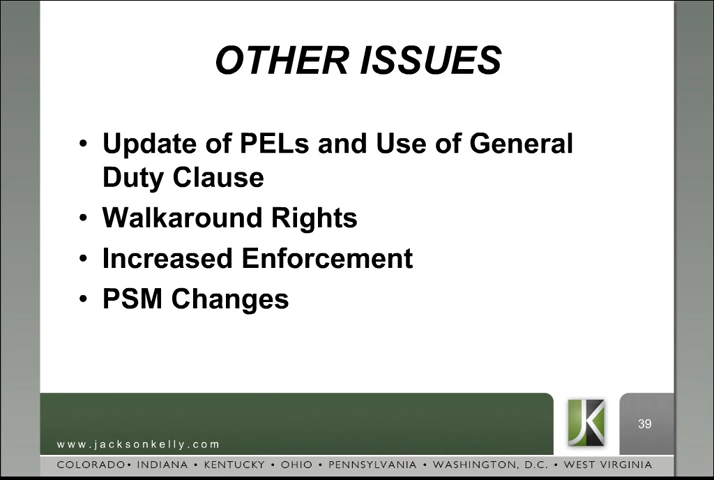 OTHER ISSUES
• Update of PELs and Use of General
Duty Clause
• Walkaround Rights
• Increased Enforcement
• PSM Changes
JK
39
www.jacksonkelly.com
COLORADO • INDIANA • KENTUCKY • OHIO • PENNSYLVANIA • WASHINGTON, D.C. • WEST VIRGINIA